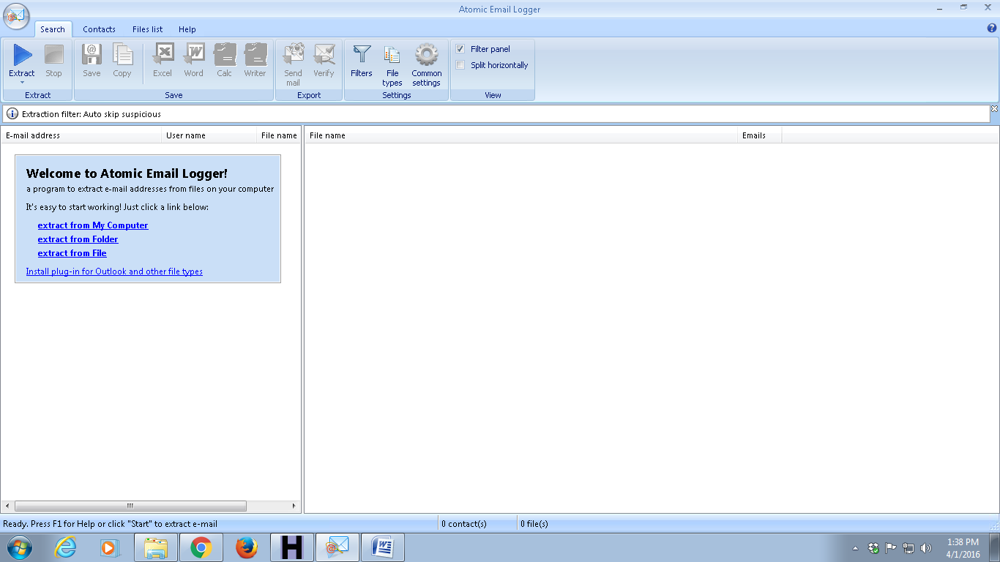 Atomic Email Logger
Search Contacts Files list Help
Extract Stop Save Copy Excel Word Calc Writer Send mail Verify Filters File types Common settings
Filter panel
Split horizontally
Extract Save Export Settings View
Extraction filter: Auto skip suspicious
E-mail address User name File name File name Emails
Welcome to Atomic Email Logger!
a program to extract e-mail addresses from files on your computer
It's easy to start working! Just click a link below:
extract from My Computer
extract from Folder
extract from File
Install plug-in for Outlook and other file types
Ready. Press F1 for Help or click "Start" to extract e-mail 0 contact(s) 0 file(s)
H
W
1:38 PM
4/1/2016